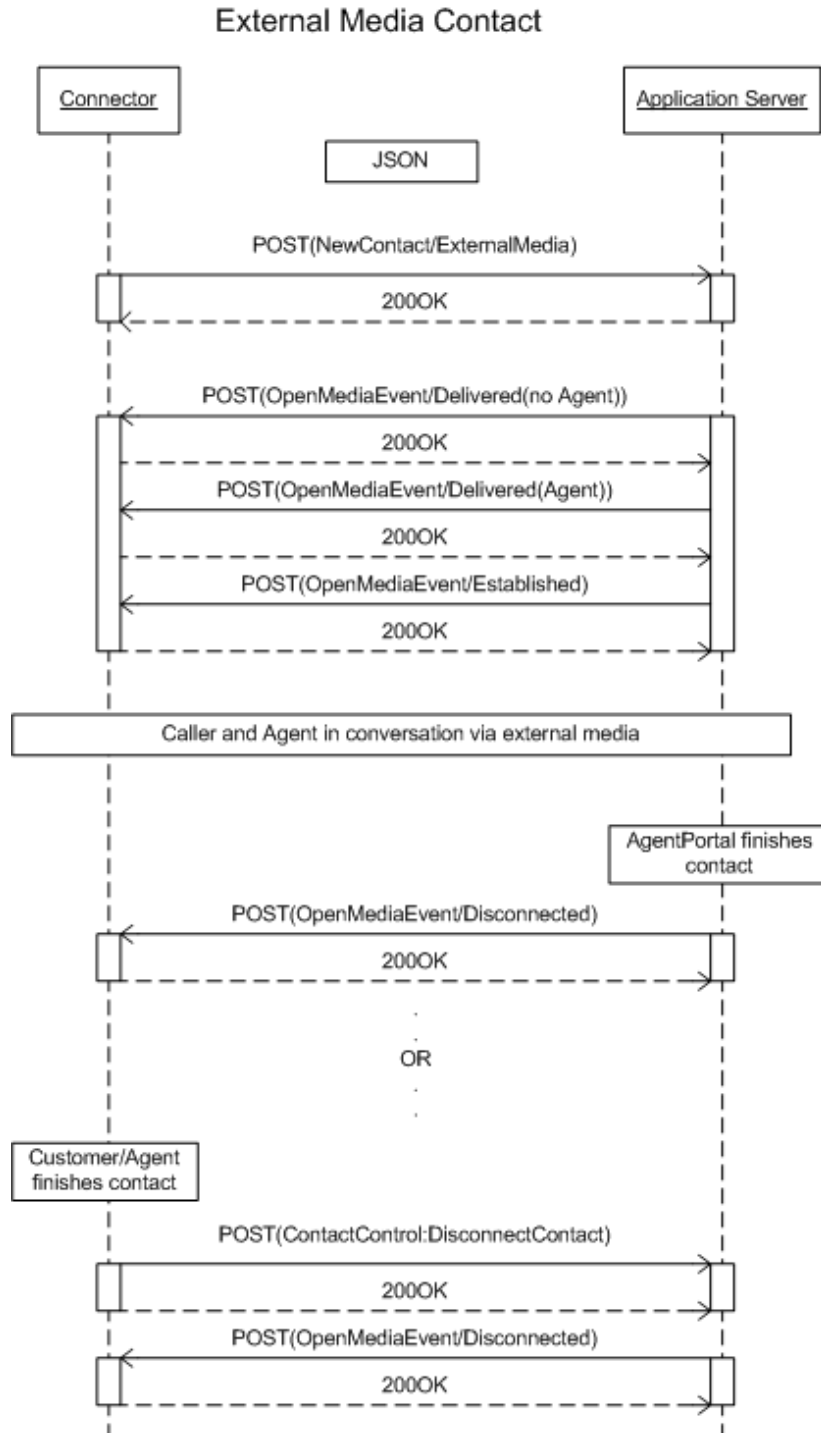 External Media Contact
Connector
Application Server
JSON
POST(NewContact/ExternalMedia)
200OK
POST(OpenMediaEvent/Delivered(no Agent))
200OK
POST(OpenMediaEvent/Delivered(Agent))
200OK
POST(OpenMediaEvent/Established)
200OK
Caller and Agent in conversation via external media
AgentPortal finishes
contact
POST(OpenMediaEvent/Disconnected)
200OK
OR
Customer/Agent
finishes contact
POST(ContactControl:DisconnectContact)
200OK
POST(OpenMediaEvent/Disconnected)
200OK